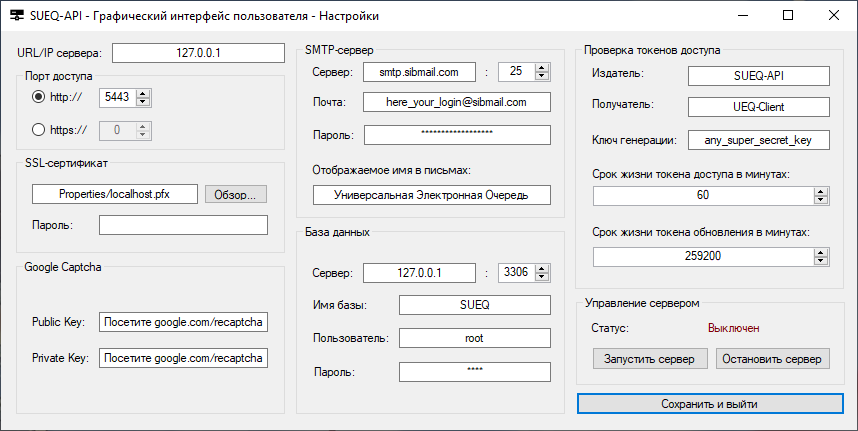 SUEQ-API - Графический интерфейс пользователя - Настройки
URL/IP сервера: 127.0.0.1
Порт доступа
http:// 5443
https:// 0
SSL-сертификат
Properties/localhost.pfx Обзор...
Пароль:
Google Captcha
Public Key: Посетите google.com/recaptcha
Private Key: Посетите google.com/recaptcha
SMTP-сервер
Сервер: smtp.sibmail.com : 25
Почта: here_your_login@sibmail.com
Пароль: ******************
Отображаемое имя в письмах:
Универсальная Электронная Очередь
База данных
Сервер: 127.0.0.1 : 3306
Имя базы: SUEQ
Пользователь: root
Пароль: ****
Проверка токенов доступа
Издатель: SUEQ-API
Получатель: UEQ-Client
Ключ генерации: any_super_secret_key
Срок жизни токена доступа в минутах:
60
Срок жизни токена обновления в минутах:
259200
Управление сервером
Статус: Выключен
Запустить сервер Остановить сервер
Сохранить и выйти